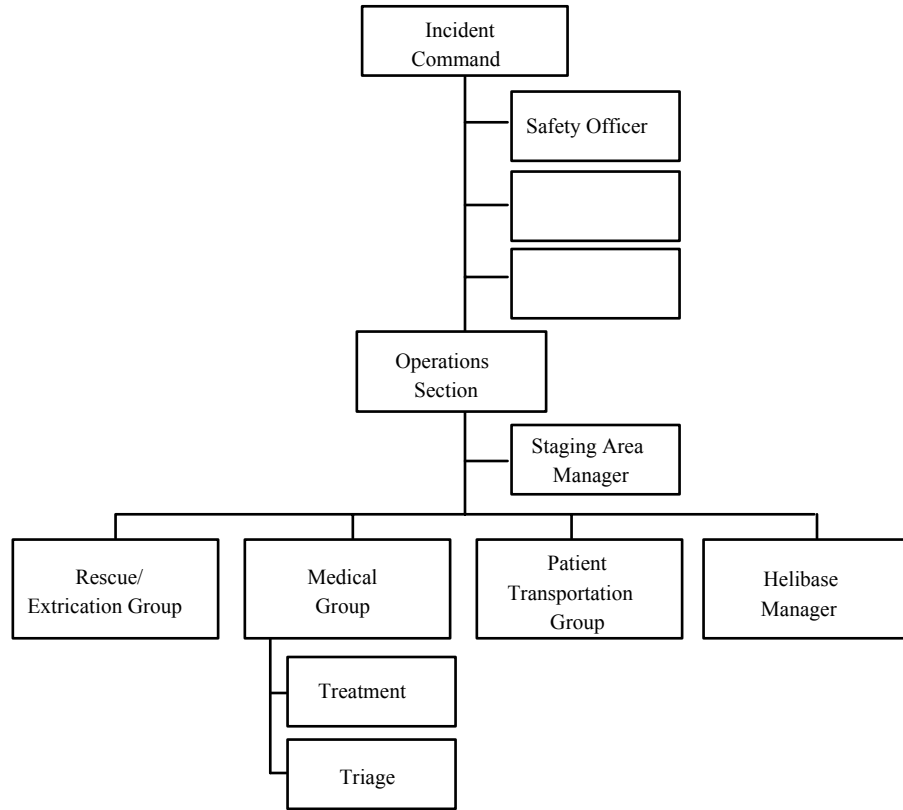 Incident
Command
Safety Officer
Operations
Section
Staging Area
Manager
Rescue/
Extrication Group
Medical
Group
Patient
Transportation
Group
Helibase
Manager
Treatment
Triage